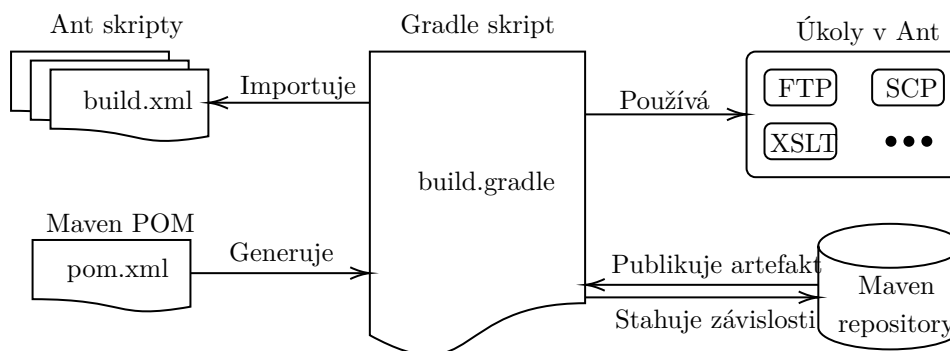 Ant skripty
build.xml
Importuje
Gradle skript
build.gradle
Úkoly v Ant
FTP
SCP
XSLT
Používá
Maven POM
pom.xml
Generuje
Publikuje artefakt
Stahuje závislosti
Maven
repository